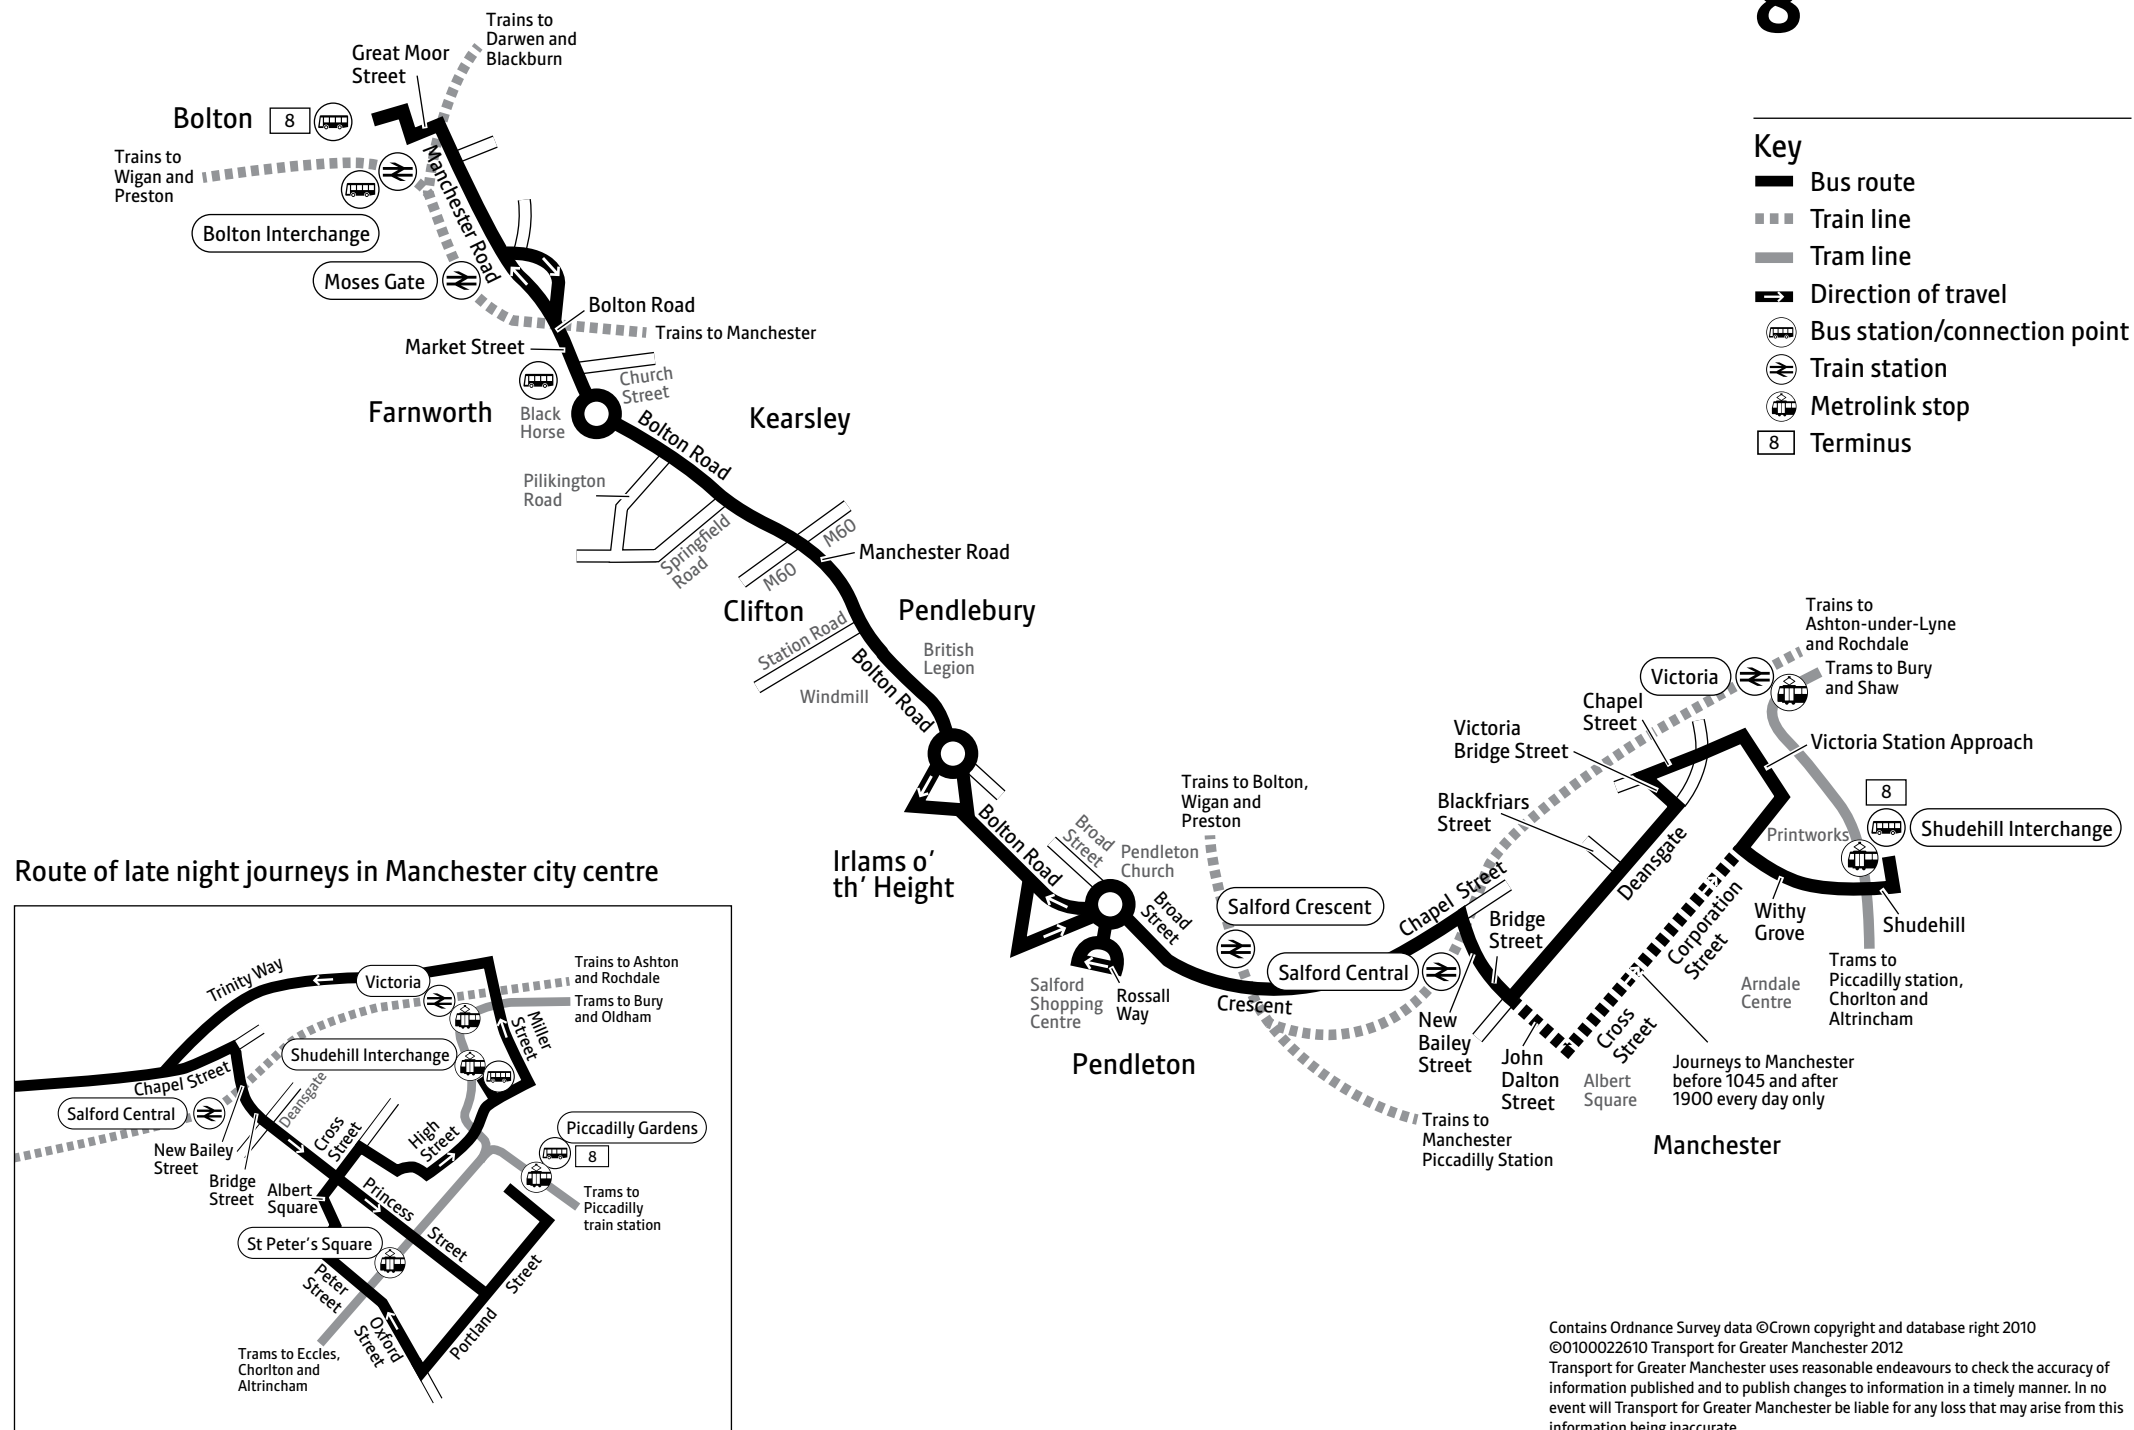 8
Key
Bus route
Train line
Tram line
Direction of travel
Bus station/connection point
Train station
Metrolink stop
8 Terminus
Trains to
Darwen and
Blackburn
Great Moor
Street
Bolton 8
Trains to
Wigan and
Preston
Manchester Road
Bolton Interchange
Moses Gate
Bolton Road
Trains to Manchester
Market Street
Church
Street
Farnworth
Black
Horse
Kearsley
Bolton Road
Pilikington
Road
Springfield
Road
M60
M60
Manchester Road
Clifton
Pendlebury
Station Road
British
Legion
Bolton Road
Windmill
Irlams o'
th' Height
Bolton Road
Broad
Street
Pendleton
Church
Broad
Street
Trains to Bolton,
Wigan and
Preston
Salford Crescent
Salford
Shopping
Centre
Rossall
Way
Pendleton
Crescent
Salford Central
Chapel Street
Bridge
Street
New
Bailey
Street
John
Dalton
Street
Trains to
Manchester
Piccadilly Station
Albert
Square
Cross
Street
Corporation
Street
Deansgate
Blackfriars
Street
Victoria
Bridge Street
Chapel
Street
Victoria
Trains to
Ashton-under-Lyne
and Rochdale
Trams to Bury
and Shaw
Victoria Station Approach
8
Shudehill Interchange
Printworks
Withy
Grove
Shudehill
Arndale
Centre
Trams to
Piccadilly station,
Chorlton and
Altrincham
Journeys to Manchester
before 1045 and after
1900 every day only
Manchester
Route of late night journeys in Manchester city centre
Trinity Way
Victoria
Trains to Ashton
and Rochdale
Trams to Bury
and Oldham
Miller
Street
Shudehill Interchange
Chapel Street
Salford Central
Deansgate
New Bailey
Street
Bridge
Street
Cross
Street
High
Street
Piccadilly Gardens
8
Albert
Square
Princess
Street
Trams to
Piccadilly
train station
St Peter's Square
Peter
Street
Oxford
Street
Portland
Street
Trams to Eccles,
Chorlton and
Altrincham
Contains Ordnance Survey data ©Crown copyright and database right 2010
©0100022610 Transport for Greater Manchester 2012
Transport for Greater Manchester uses reasonable endeavours to check the accuracy of
information published and to publish changes to information in a timely manner. In no
event will Transport for Greater Manchester be liable for any loss that may arise from this
information being inaccurate.